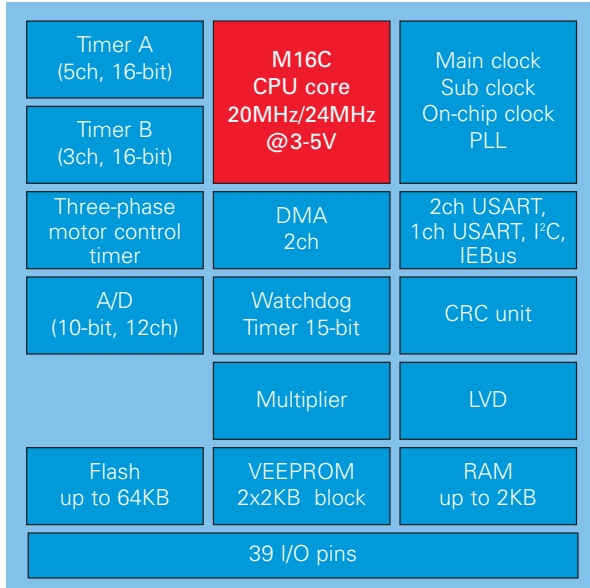 Timer A
(5ch, 16-bit)
M16C
CPU core
20MHz/24MHz
@3-5V
Main clock
Sub clock
On-chip clock
PLL
Timer B
(3ch, 16-bit)
Three-phase
motor control
timer
DMA
2ch
2ch USART,
1ch USART, I²C,
IEBus
A/D
(10-bit, 12ch)
Watchdog
Timer 15-bit
CRC unit
Multiplier
LVD
Flash
up to 64KB
VEEPROM
2x2KB block
RAM
up to 2KB
39 I/O pins